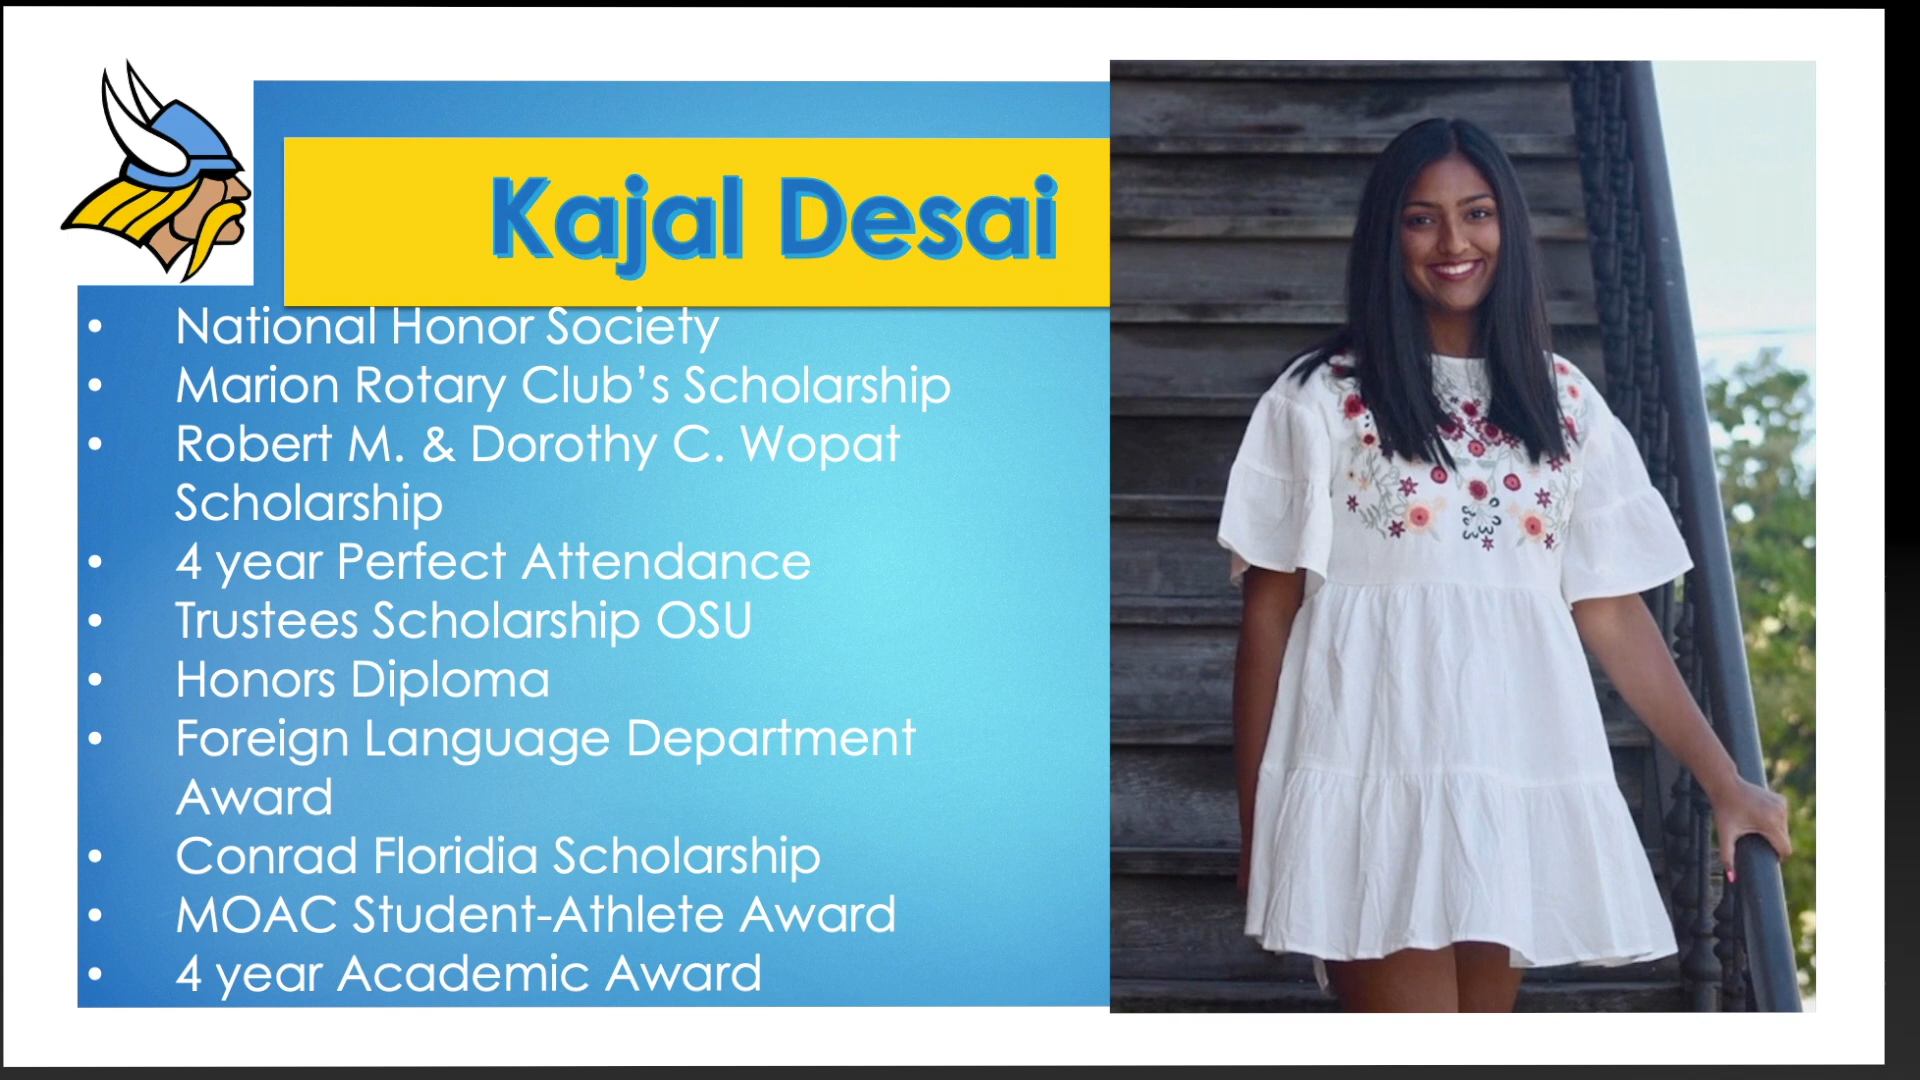 Kajal Desai
• National Honor Society
• Marion Rotary Club’s Scholarship
• Robert M. & Dorothy C. Wopat
Scholarship
• 4 year Perfect Attendance
• Trustees Scholarship OSU
• Honors Diploma
• Foreign Language Department
Award
• Conrad Floridia Scholarship
• MOAC Student-Athlete Award
• 4 year Academic Award